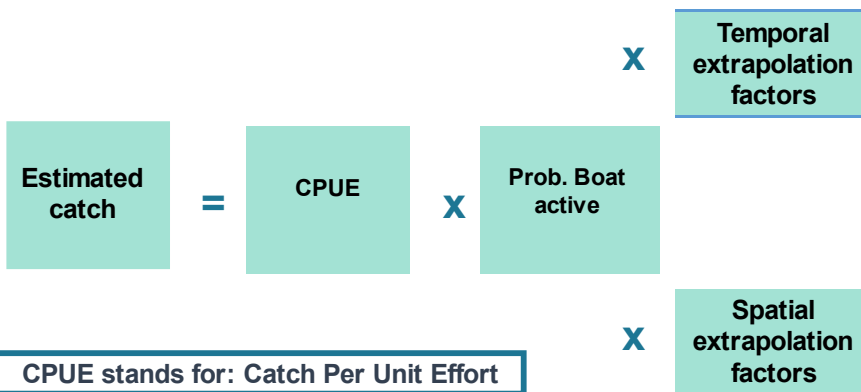 x
Temporal
extrapolation
factors
Estimated
catch
=
CPUE
x
Prob. Boat
active
x
Spatial
extrapolation
factors
CPUE stands for: Catch Per Unit Effort